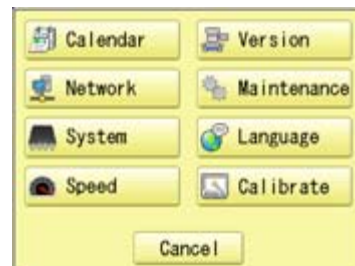 Calendar
Version
Network
Maintenance
System
Language
Speed
Calibrate
Cancel